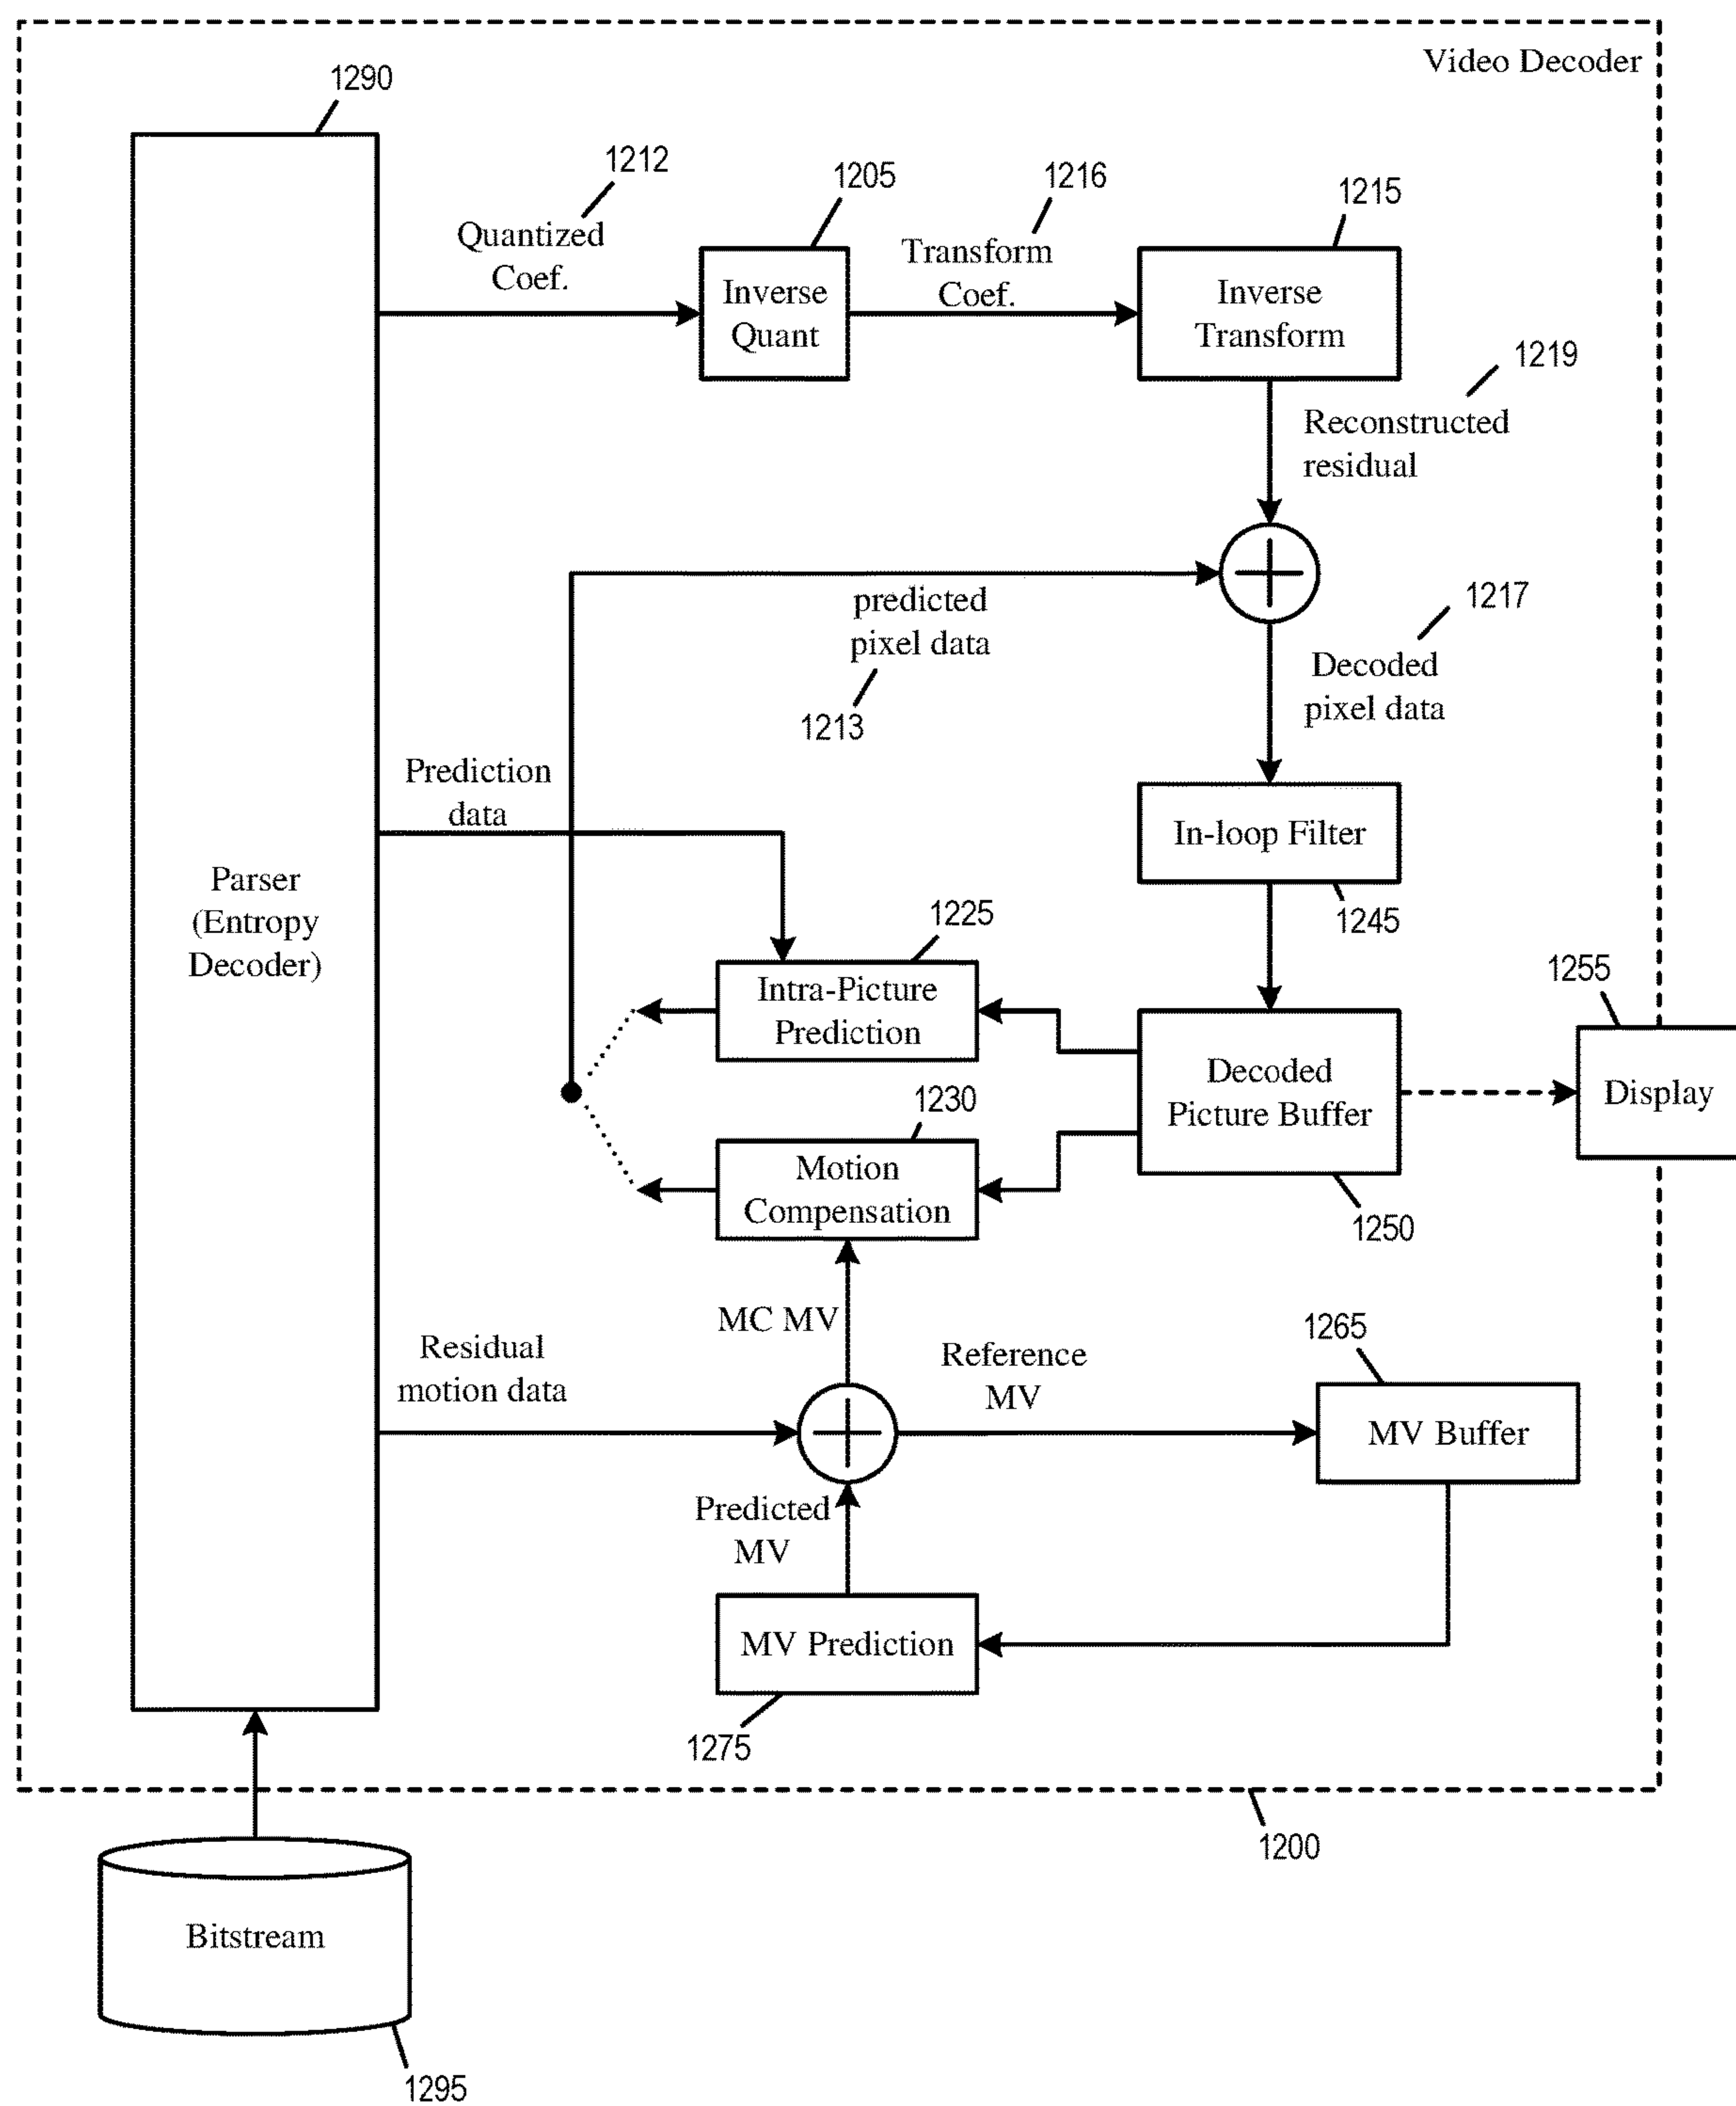 Video Decoder
1290
1212
1205
1216
1215
Quantized
Coef.
Transform
Coef.
Inverse
Quant
Inverse
Transform
1219
Reconstructed
residual
predicted
pixel data
1213
1217
Decoded
pixel data
Prediction
data
In-loop Filter
1245
Parser
(Entropy
Decoder)
1225
Intra-Picture
Prediction
1255
Decoded
Picture Buffer
Display
1230
Motion
Compensation
1250
MC MV
Residual
motion data
Reference
MV
1265
MV Buffer
Predicted
MV
MV Prediction
1275
1200
Bitstream
1295